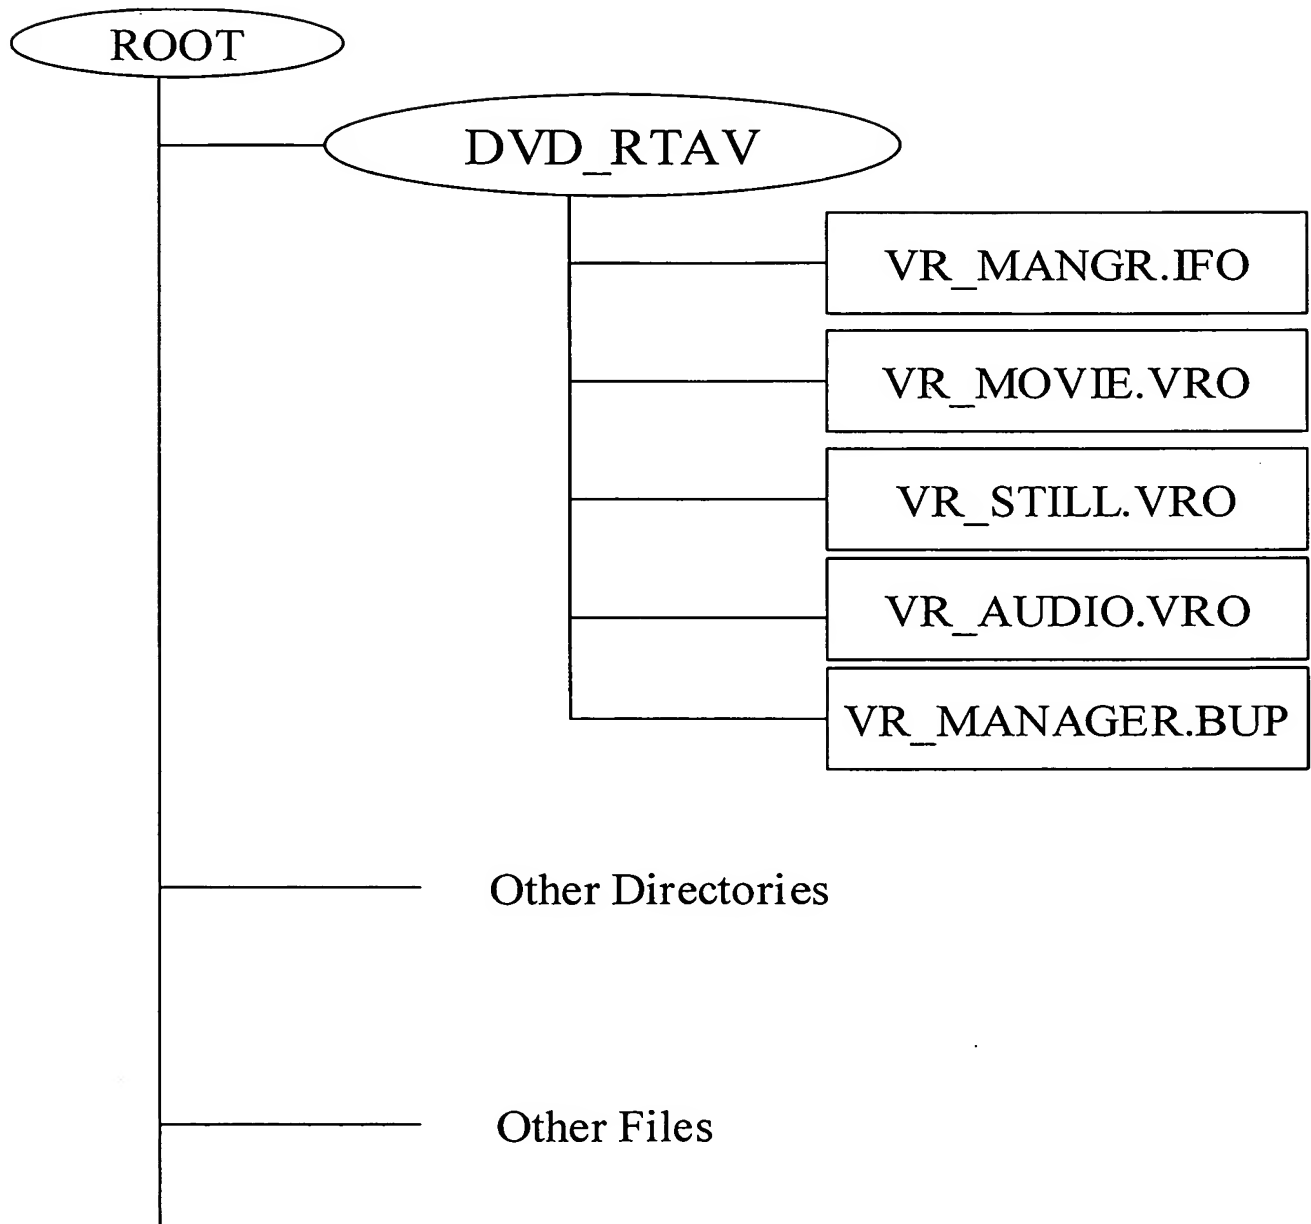 ROOT
DVD_RTAV
VR_MANGR.IFO
VR_MOVIE.VRO
VR_STILL.VRO
VR_AUDIO.VRO
VR_MANAGER.BUP
Other Directories
Other Files